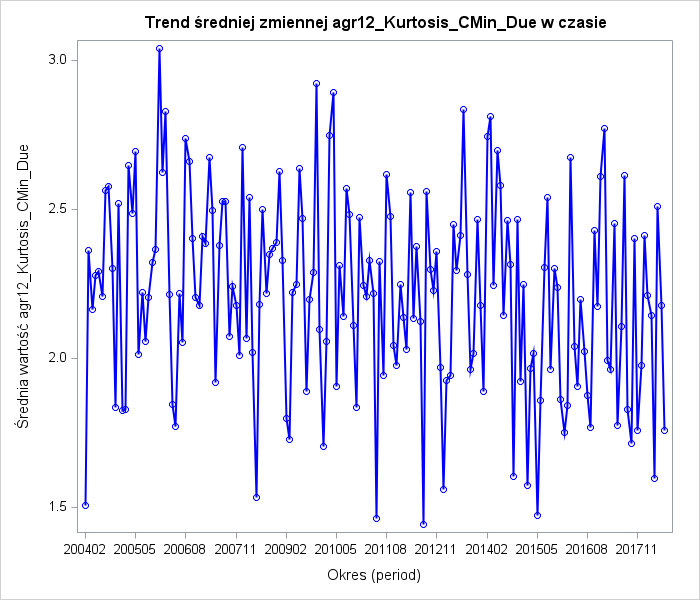 Trend średniej zmiennej agr12_Kurtosis_CMin_Due w czasie
Średnia wartość agr12_Kurtosis_CMin_Due
3.0
2.5
2.0
1.5
200402 200505 200608 200711 200902 201005 201108 201211 201402 201505 201608 201711
Okres (period)